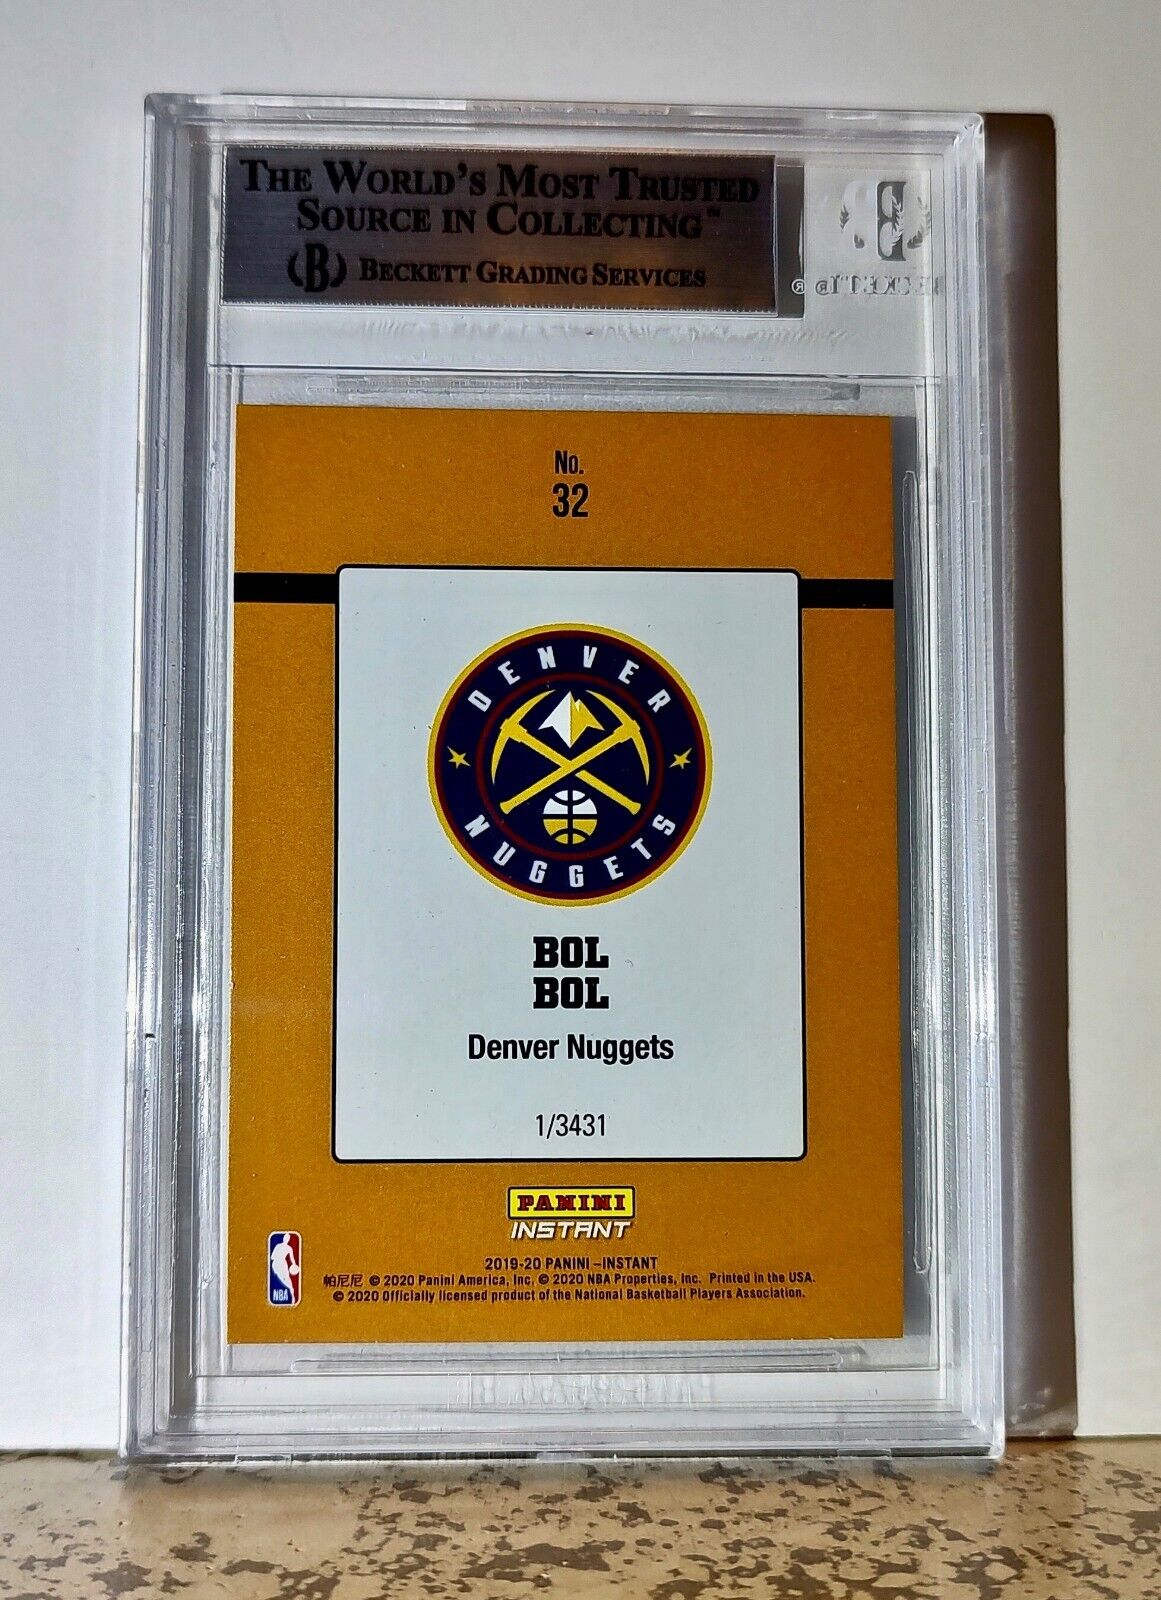 THE WORLD'S MOST TRUSTED
SOURCE IN COLLECTING™
B BECKETT GRADING SERVICES
No.
32
DENVER
NUGGETS
BOL
BOL
Denver Nuggets
1/3431
PANINI
INSTANT
NBA
2019-20 PANINI –INSTANT
帕尼尼 © 2020 Panini America, Inc. © 2020 NBA Properties, Inc. Printed in the USA.
© 2020 Officially licensed product of the National Basketball Players Association.